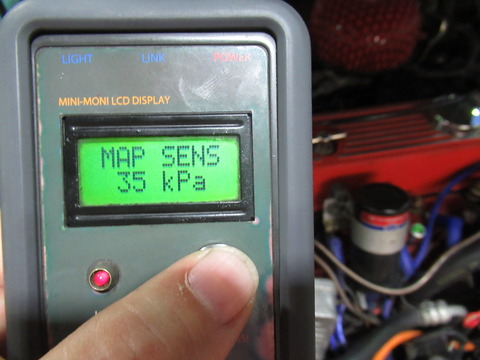 LIGHT LINK POWER
MINI-MONI LCD DISPLAY
MAP SENS
35 kPa